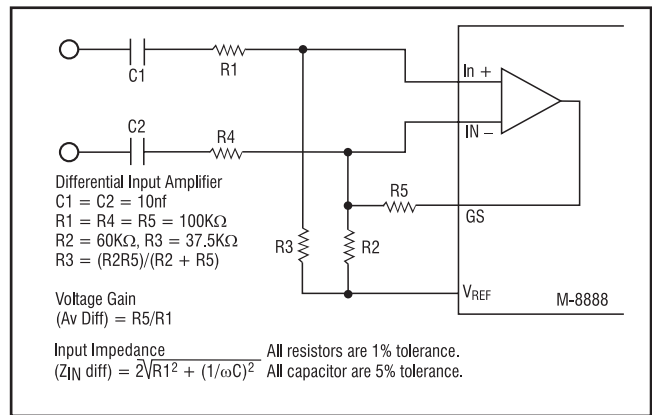 C1
R1
In +
IN −
C2
R4
R5
GS
R3
R2
VREF
M-8888
Differential Input Amplifier
C1 = C2 = 10nf
R1 = R4 = R5 = 100KΩ
R2 = 60KΩ, R3 = 37.5KΩ
R3 = (R2R5)/(R2 + R5)
Voltage Gain
(Av Diff) = R5/R1
Input Impedance
(ZIN diff) = 2√R1² + (1/ωC)²
All resistors are 1% tolerance.
All capacitor are 5% tolerance.